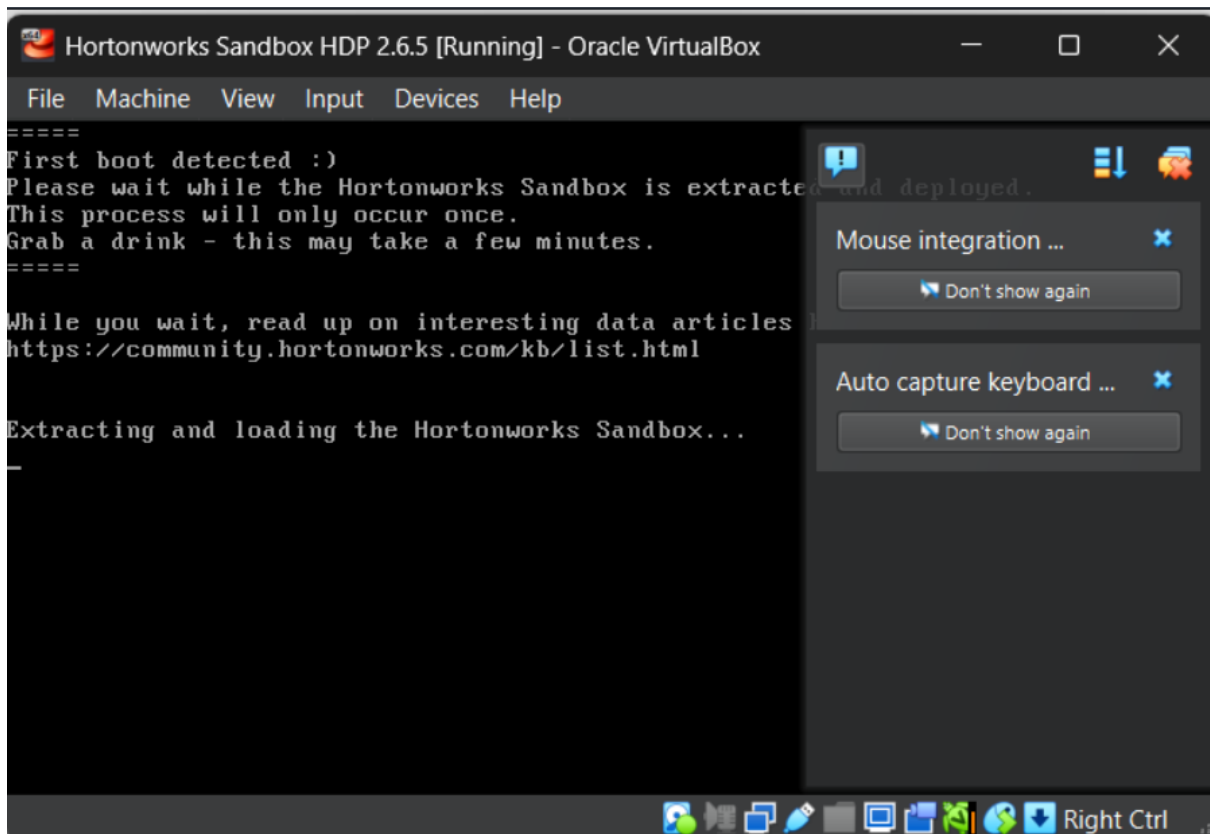 Hortonworks Sandbox HDP 2.6.5 [Running] - Oracle VirtualBox
File Machine View Input Devices Help
=====
First boot detected :)
Please wait while the Hortonworks Sandbox is extracted and deployed.
This process will only occur once.
Grab a drink - this may take a few minutes.
=====
While you wait, read up on interesting data articles
https://community.hortonworks.com/kb/list.html
Extracting and loading the Hortonworks Sandbox...
_
Mouse integration ...
Don't show again
Auto capture keyboard ...
Don't show again
Right Ctrl